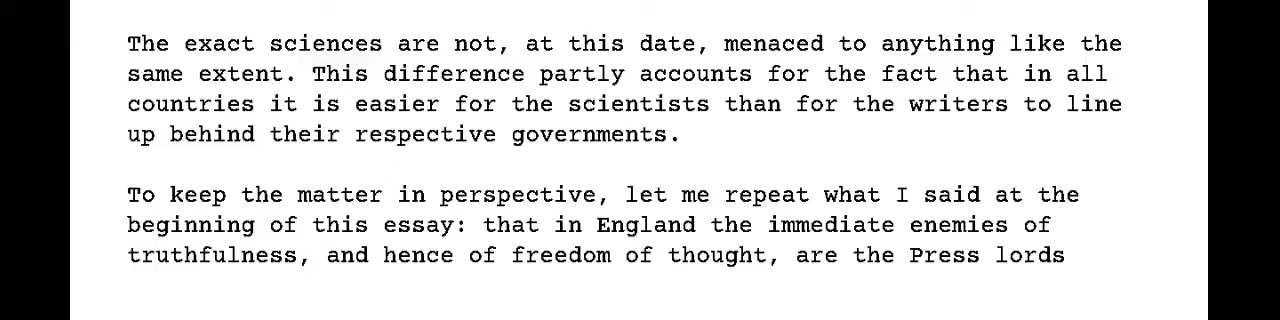 The exact sciences are not, at this date, menaced to anything like the
same extent. This difference partly accounts for the fact that in all
countries it is easier for the scientists than for the writers to line
up behind their respective governments.
To keep the matter in perspective, let me repeat what I said at the
beginning of this essay: that in England the immediate enemies of
truthfulness, and hence of freedom of thought, are the Press lords